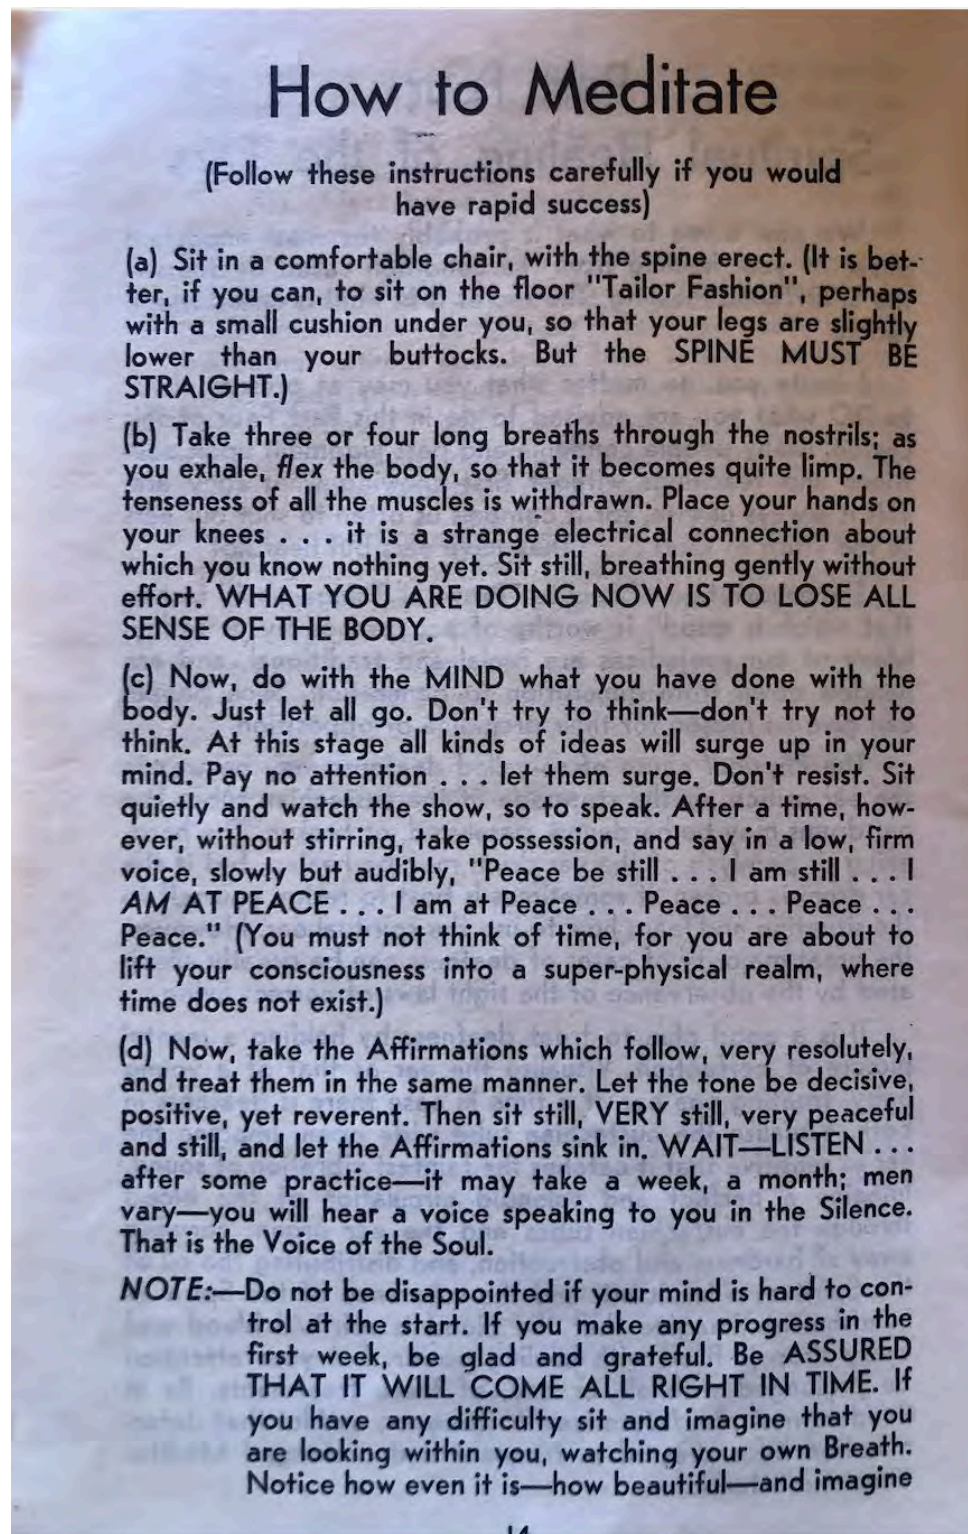 How to Meditate
(Follow these instructions carefully if you would
have rapid success)
(a) Sit in a comfortable chair, with the spine erect. (It is bet-
ter, if you can, to sit on the floor "Tailor Fashion", perhaps
with a small cushion under you, so that your legs are slightly
lower than your buttocks. But the SPINE MUST BE
STRAIGHT.)
(b) Take three or four long breaths through the nostrils; as
you exhale, flex the body, so that it becomes quite limp. The
tenseness of all the muscles is withdrawn. Place your hands on
your knees . . . it is a strange electrical connection about
which you know nothing yet. Sit still, breathing gently without
effort. WHAT YOU ARE DOING NOW IS TO LOSE ALL
SENSE OF THE BODY.
(c) Now, do with the MIND what you have done with the
body. Just let all go. Don't try to think—don't try not to
think. At this stage all kinds of ideas will surge up in your
mind. Pay no attention . . . let them surge. Don't resist. Sit
quietly and watch the show, so to speak. After a time, how-
ever, without stirring, take possession, and say in a low, firm
voice, slowly but audibly, "Peace be still . . . I am still . . . I
AM AT PEACE . . . I am at Peace . . . Peace . . . Peace . . .
Peace." (You must not think of time, for you are about to
lift your consciousness into a super-physical realm, where
time does not exist.)
(d) Now, take the Affirmations which follow, very resolutely,
and treat them in the same manner. Let the tone be decisive,
positive, yet reverent. Then sit still, VERY still, very peaceful
and still, and let the Affirmations sink in. WAIT—LISTEN . . .
after some practice—it may take a week, a month; men
vary—you will hear a voice speaking to you in the Silence.
That is the Voice of the Soul.
NOTE:—Do not be disappointed if your mind is hard to con-
trol at the start. If you make any progress in the
first week, be glad and grateful. Be ASSURED
THAT IT WILL COME ALL RIGHT IN TIME. If
you have any difficulty sit and imagine that you
are looking within you, watching your own Breath.
Notice how even it is—how beautiful—and imagine